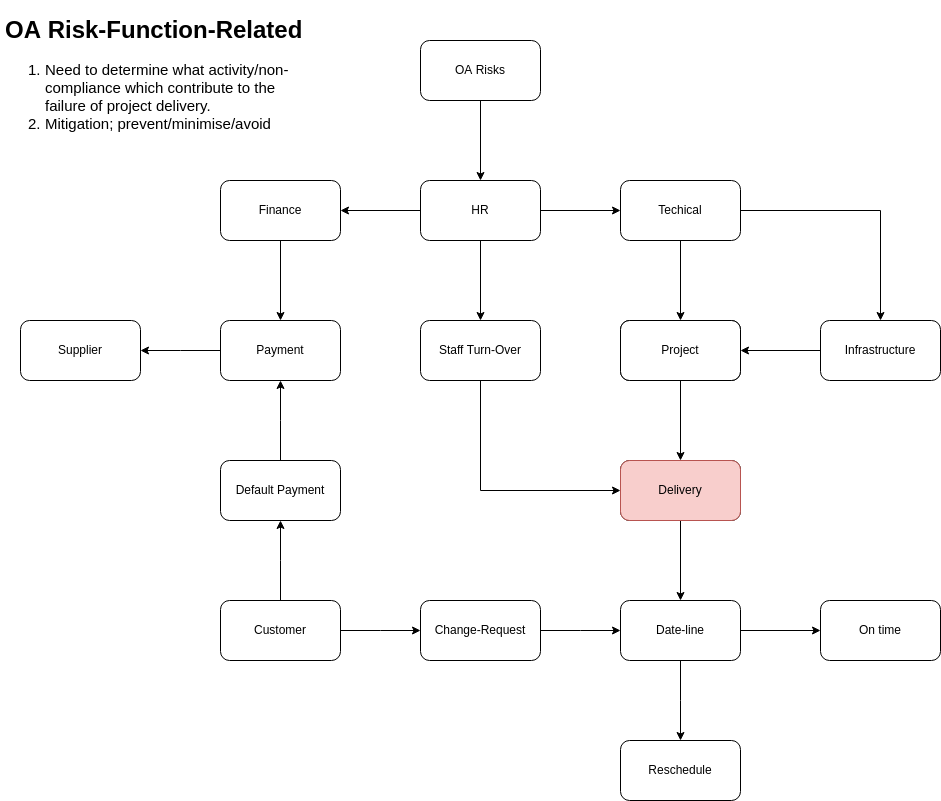 OA Risk-Function-Related
1. Need to determine what activity/non-
compliance which contribute to the
failure of project delivery.
2. Mitigation; prevent/minimise/avoid
OA Risks
Finance
HR
Techical
Supplier
Payment
Staff Turn-Over
Project
Infrastructure
Default Payment
Delivery
Customer
Change-Request
Date-line
On time
Reschedule